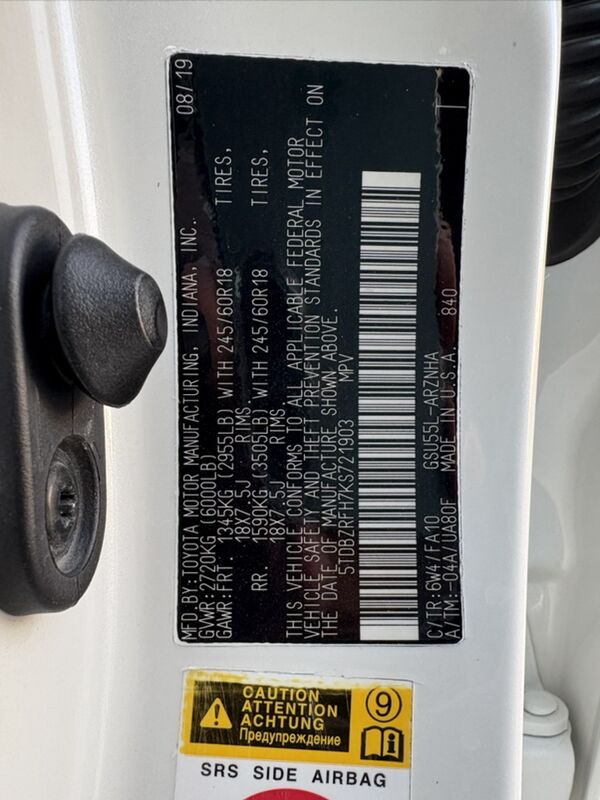 MFD.BY:TOYOTA MOTOR MANUFACTURING, INDIANA, INC. 08/19
GVWR:2720KG (6000LB)
GAWR:FRT. 1345KG (2955LB) WITH 245/60R18 TIRES,
18X7.5J RIMS
RR. 1590KG (3505LB) WITH 245/60R18 TIRES,
18X7.5J RIMS
THIS VEHICLE CONFORMS TO ALL APPLICABLE FEDERAL MOTOR
VEHICLE SAFETY AND THEFT PREVENTION STANDARDS IN EFFECT ON
THE DATE OF MANUFACTURE SHOWN ABOVE.
5TDBZRFH7KS721903 MPV
C/TR:6W4/FA10 GSU55L-ARZNHA
A/TM:-04A/UA80F MADE IN U.S.A. 840
CAUTION
ATTENTION
ACHTUNG
Предупреждение
9
SRS SIDE AIRBAG